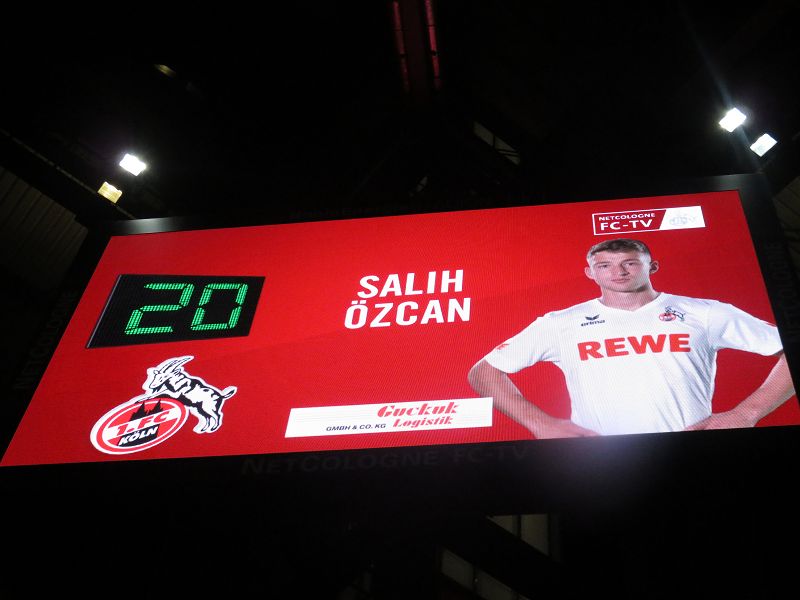 NETCOLOGNE
FC-TV
20
SALIH
ÖZCAN
erima
REWE
1.FC
KÖLN
Guckuk
GMBH & CO. KG Logistik
NETCOLOGNE FC-TV